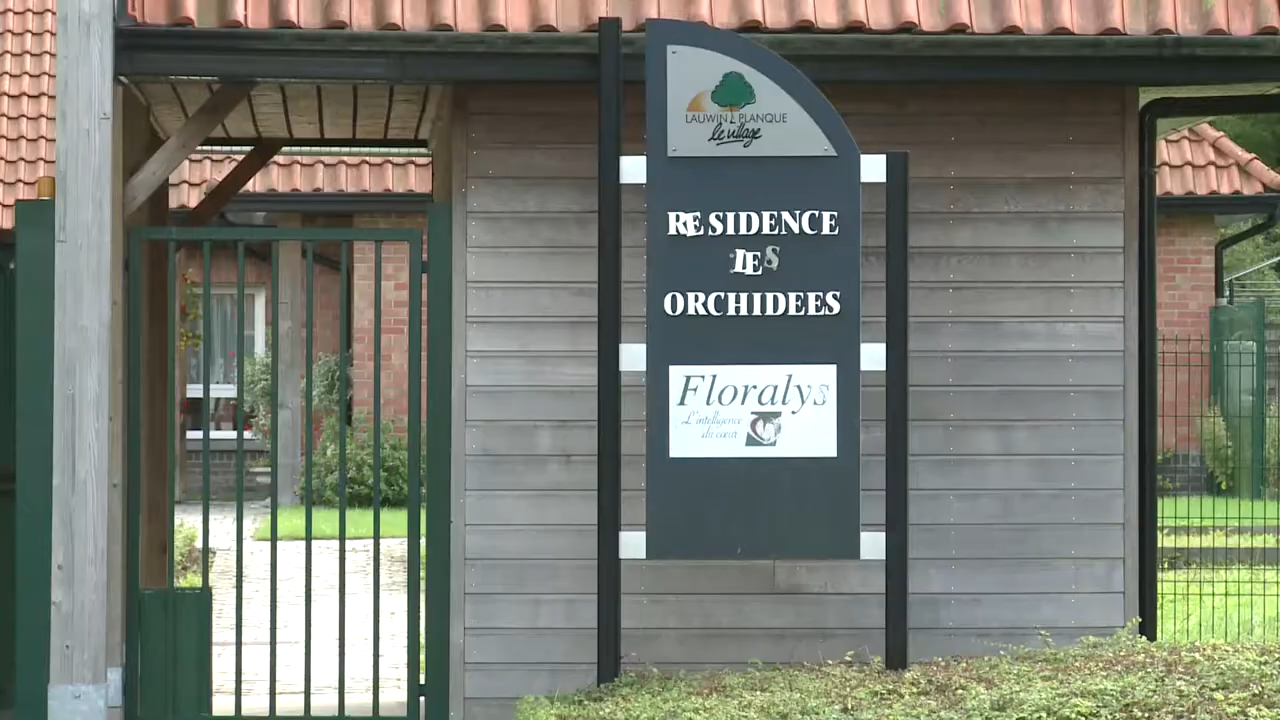 LAUWIN PLANQUE
le village
RESIDENCE
LES
ORCHIDEES
Floralys
L'intelligence
du cœur